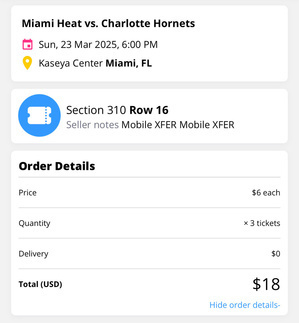 Miami Heat vs. Charlotte Hornets
Sun, 23 Mar 2025, 6:00 PM
Kaseya Center Miami, FL
Section 310 Row 16
Seller notes Mobile XFER Mobile XFER
Order Details
Price $6 each
Quantity × 3 tickets
Delivery $0
Total (USD) $18
Hide order details-